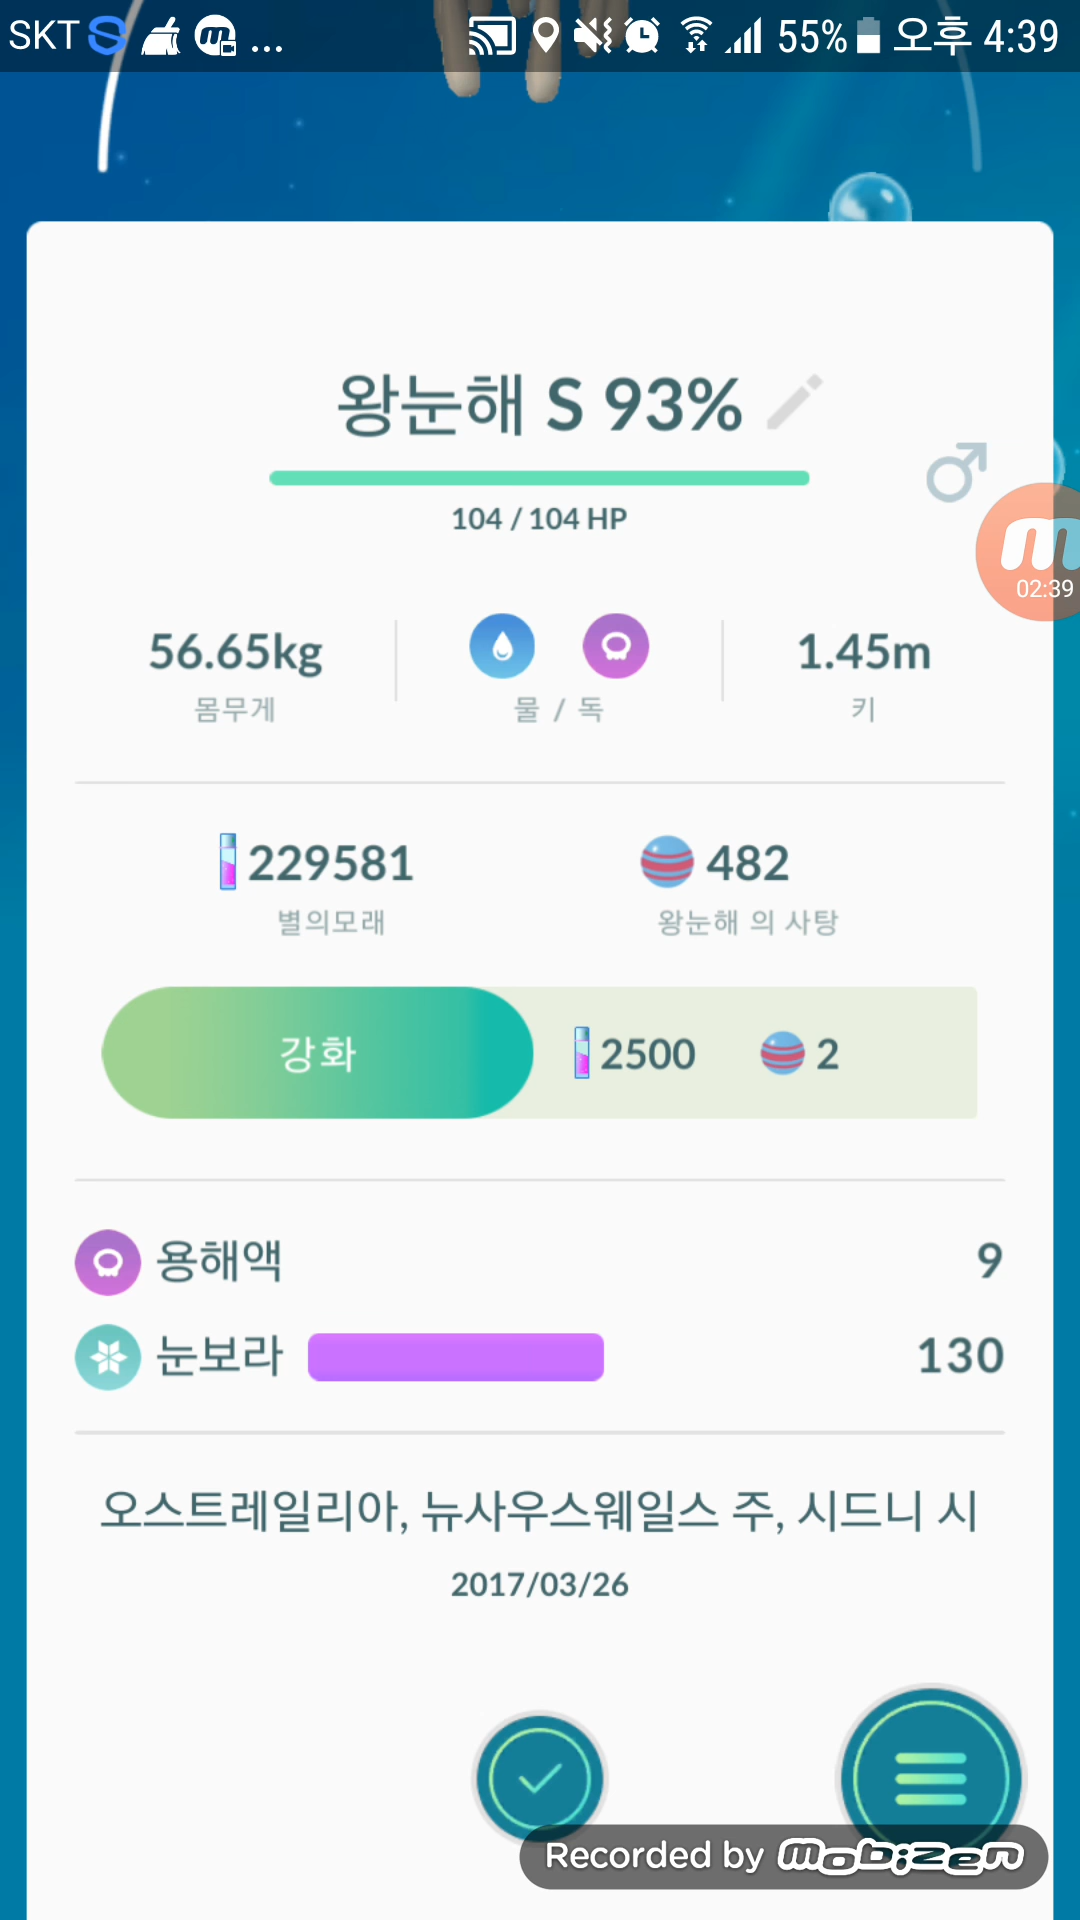 SKT ... 55% 오후 4:39
왕눈해 S 93%
104 / 104 HP
02:39
56.65kg
몸무게
물 / 독
1.45m
키
229581
별의모래
482
왕눈해 의 사탕
강화 2500 2
용해액 9
눈보라 130
오스트레일리아, 뉴사우스웨일스 주, 시드니 시
2017/03/26
Recorded by mobizen